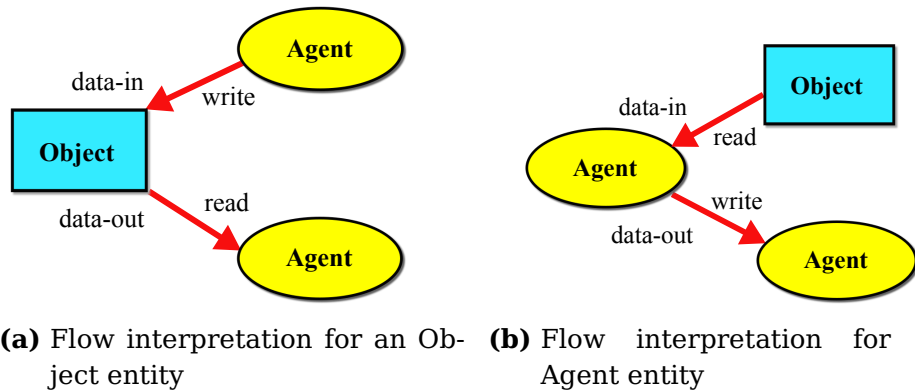 Agent
data-in
write
Object
read
data-out
Agent
(a) Flow interpretation for an Ob-
ject entity
Object
data-in
read
Agent
write
data-out
Agent
(b) Flow interpretation for
Agent entity